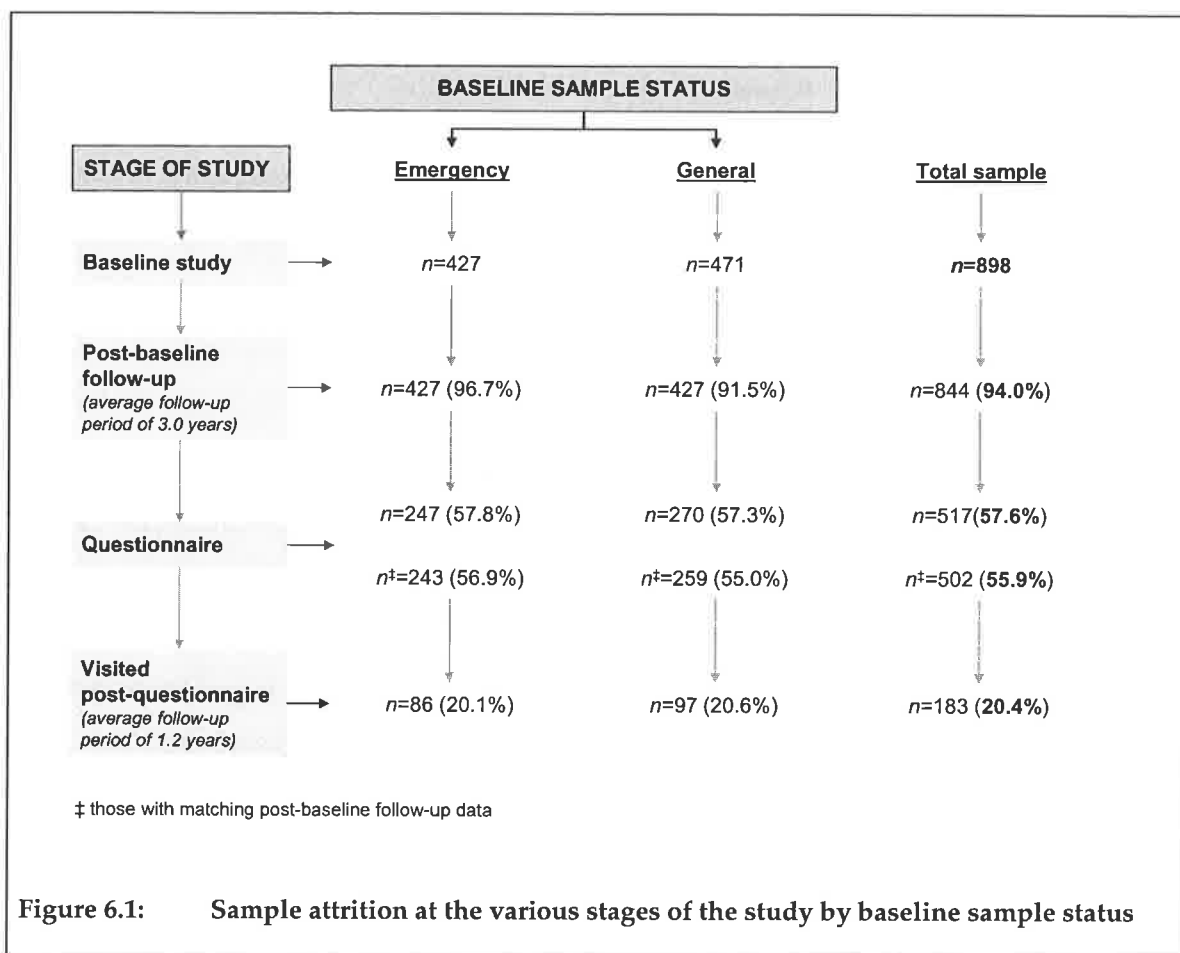 BASELINE SAMPLE STATUS
STAGE OF STUDY
Emergency
General
Total sample
Baseline study
n=427
n=471
n=898
Post-baseline
follow-up
(average follow-up
period of 3.0 years)
n=427 (96.7%)
n=427 (91.5%)
n=844 (94.0%)
Questionnaire
n=247 (57.8%)
n=270 (57.3%)
n=517(57.6%)
n‡=243 (56.9%)
n‡=259 (55.0%)
n‡=502 (55.9%)
Visited
post-questionnaire
(average follow-up
period of 1.2 years)
n=86 (20.1%)
n=97 (20.6%)
n=183 (20.4%)
‡ those with matching post-baseline follow-up data
Figure 6.1: Sample attrition at the various stages of the study by baseline sample status